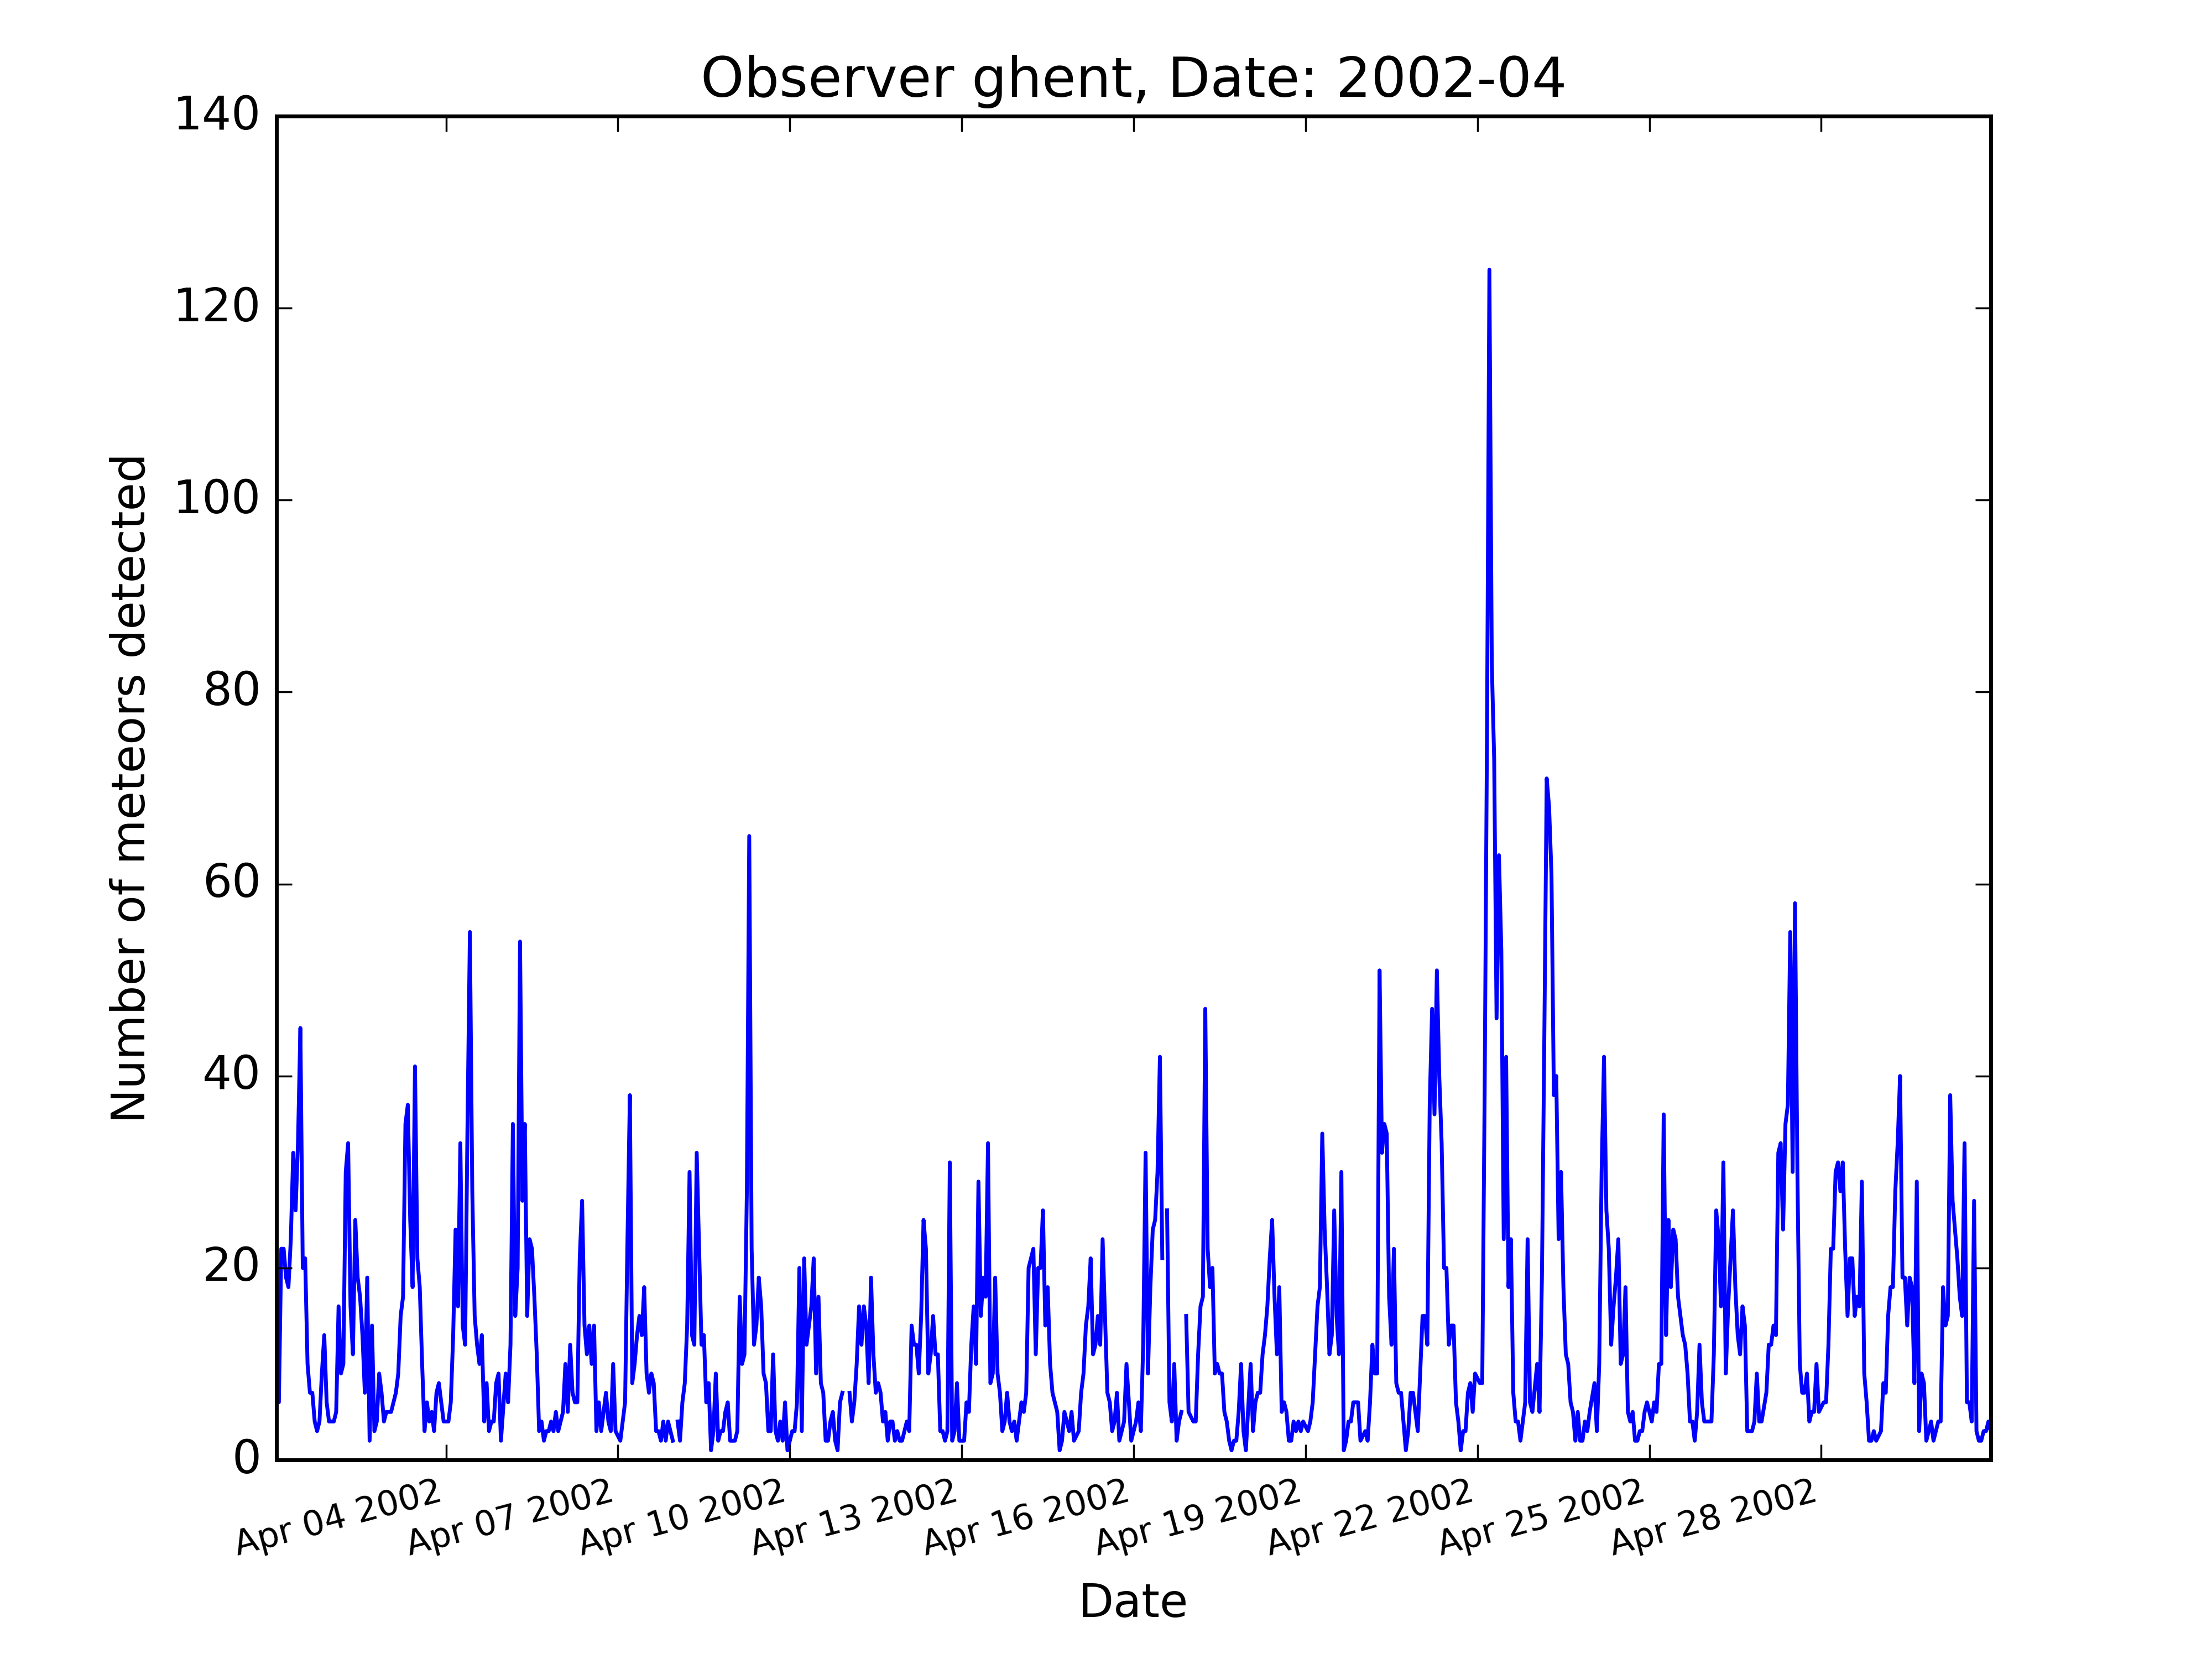 Observer ghent, Date: 2002-04
140
120
100
80
60
40
20
0
Number of meteors detected
Apr 04 2002
Apr 07 2002
Apr 10 2002
Apr 13 2002
Apr 16 2002
Apr 19 2002
Apr 22 2002
Apr 25 2002
Apr 28 2002
Date